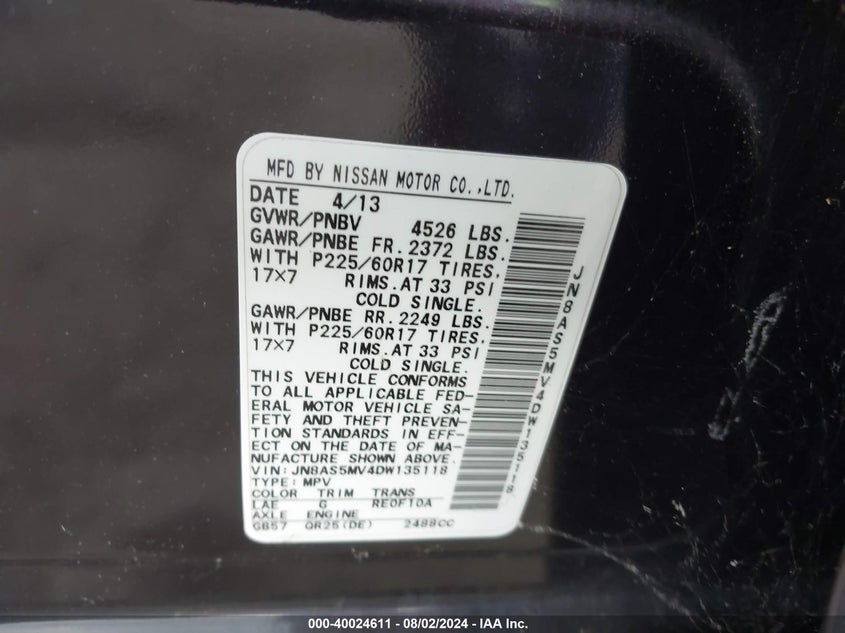 MFD BY NISSAN MOTOR CO.,LTD.
DATE 4/13
GVWR/PNBV 4526 LBS.
GAWR/PNBE FR. 2372 LBS.
WITH P225/60R17 TIRES,
17×7 RIMS.AT 33 PSI
COLD SINGLE.
GAWR/PNBE RR. 2249 LBS.
WITH P225/60R17 TIRES,
17×7 RIMS.AT 33 PSI
COLD SINGLE.
THIS VEHICLE CONFORMS
TO ALL APPLICABLE FED-
ERAL MOTOR VEHICLE SA-
FETY AND THEFT PREVEN-
TION STANDARDS IN EFF-
ECT ON THE DATE OF MA-
NUFACTURE SHOWN ABOVE.
VIN: JN8AS5MV4DW135118
TYPE: MPV
COLOR TRIM TRANS
LAE G RE0F10A
AXLE ENGINE
GB57 QR25(DE) 2488CC
JN8AS5MV4DW135118
000-40024611 - 08/02/2024 - IAA Inc.